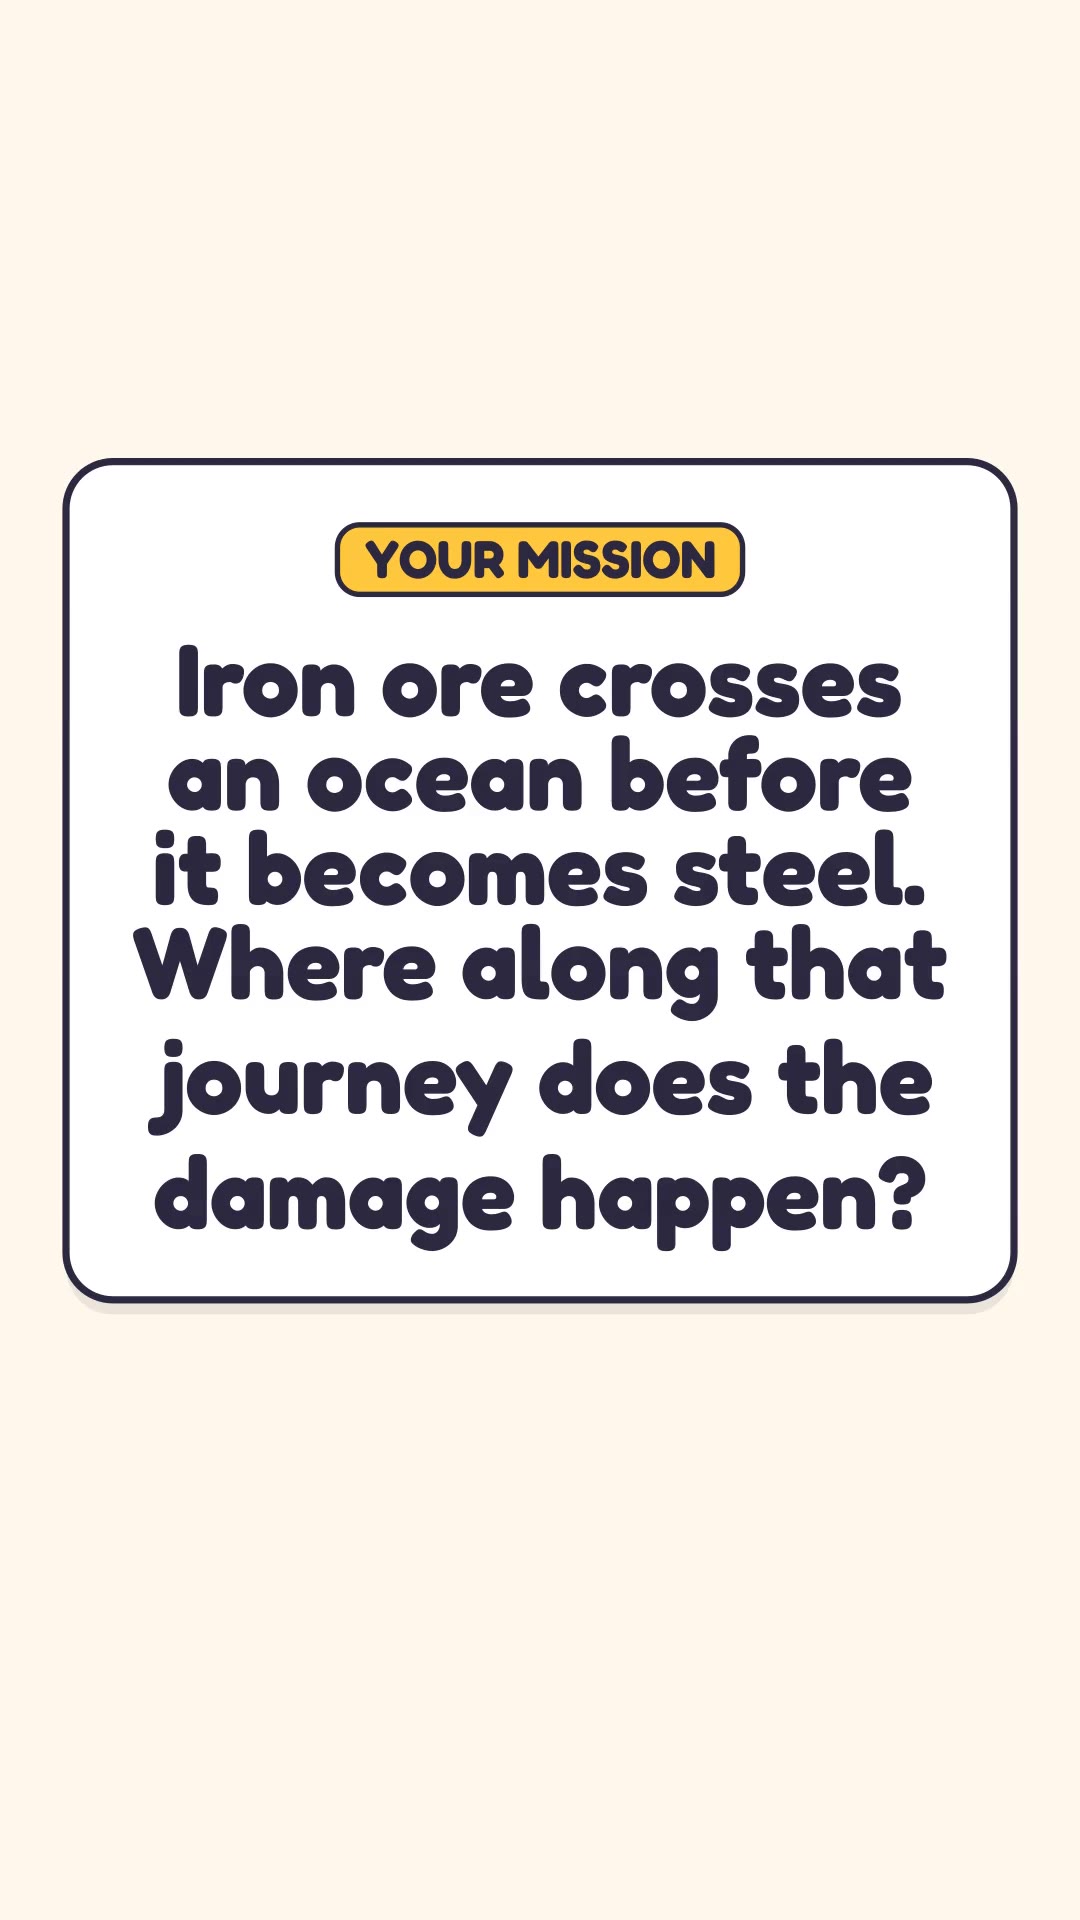 YOUR MISSION
Iron ore crosses
an ocean before
it becomes steel.
Where along that
journey does the
damage happen?